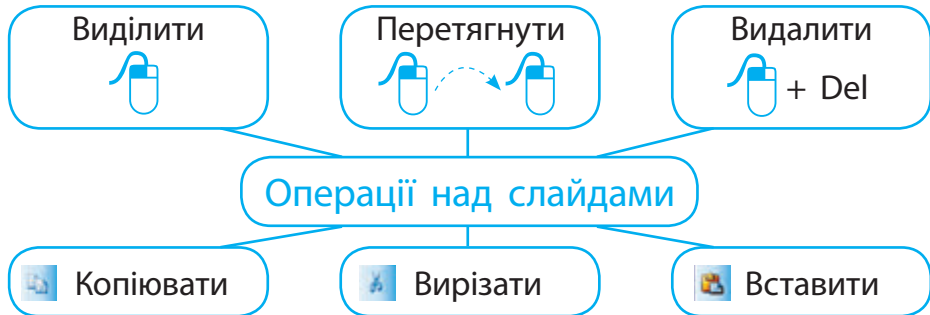 Виділити
Перетягнути
Видалити
+ Del
Операції над слайдами
Копіювати
Вирізати
Вставити